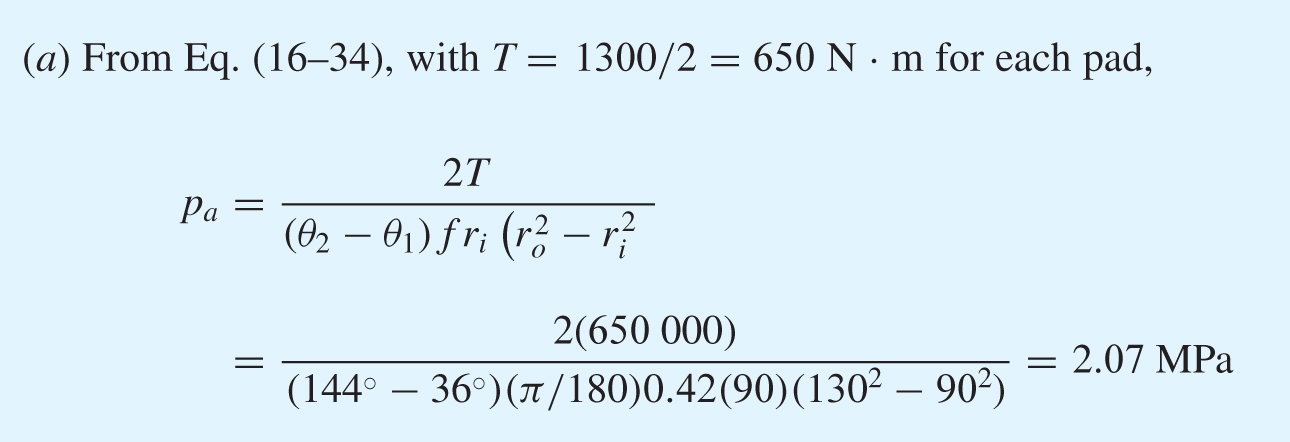 (a) From Eq. (16–34), with T = 1300/2 = 650 N · m for each pad,
pₐ = 2T / (θ₂ − θ₁) f rᵢ (rₒ² − rᵢ²
= 2(650 000) / (144° − 36°)(π/180)0.42(90)(130² − 90²) = 2.07 MPa